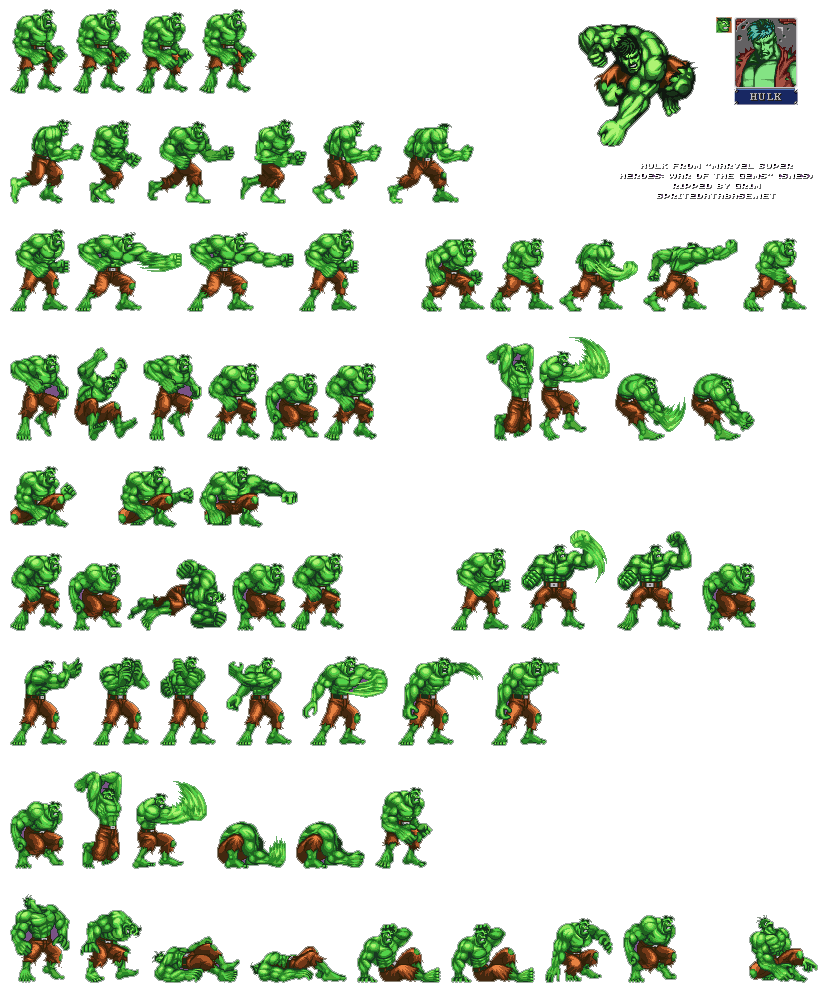 HULK
HULK FROM "MARVEL SUPER
HEROES: WAR OF THE GEMS" (SNES)
RIPPED BY GRIM
SPRITEDATABASE.NET